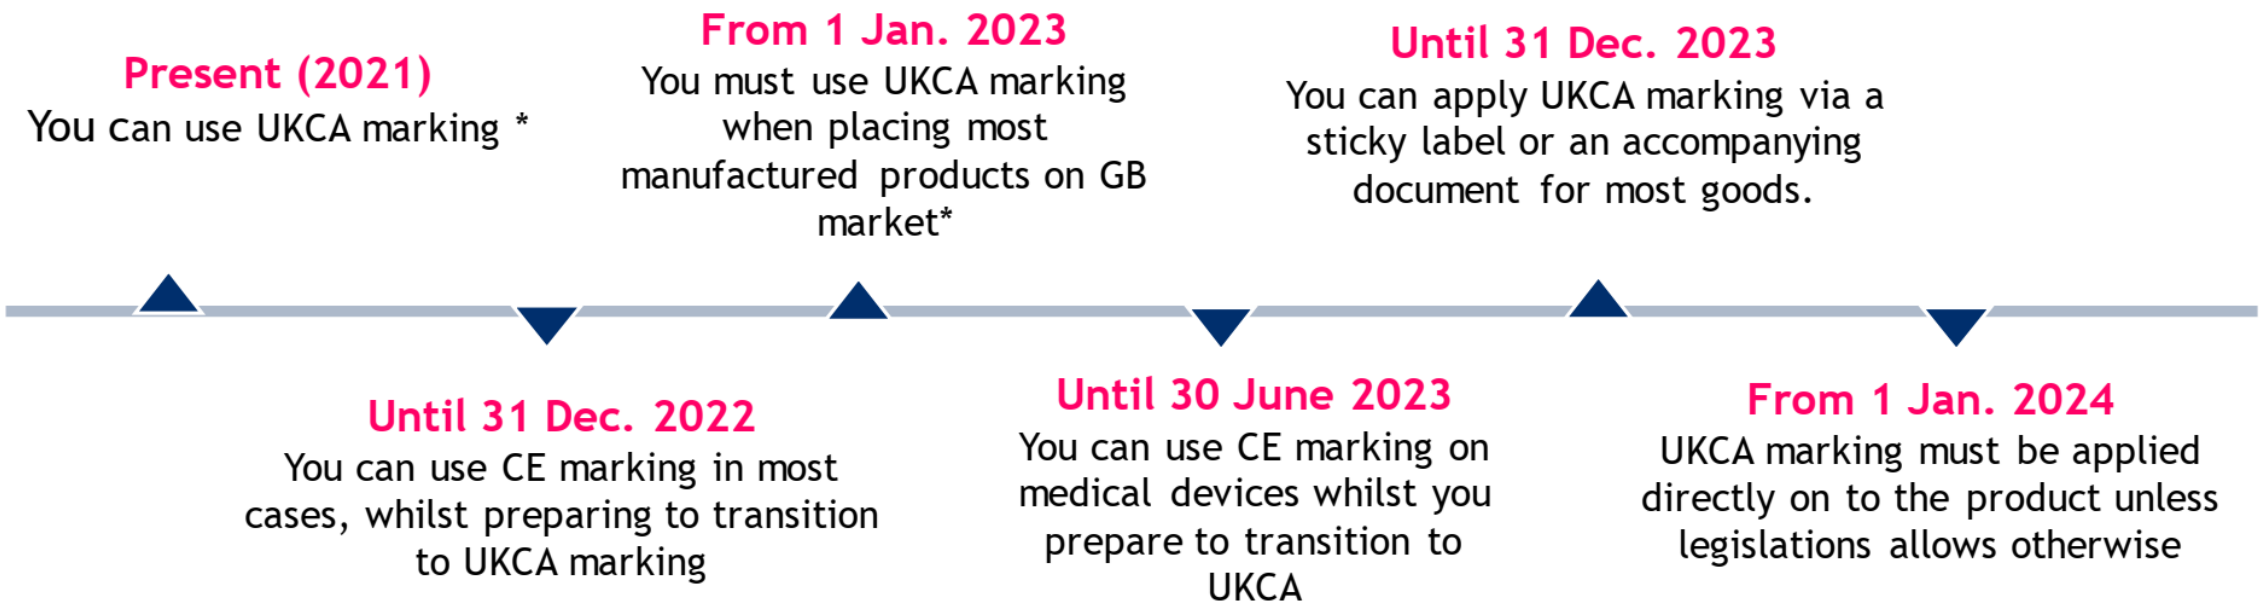 Present (2021)
You can use UKCA marking *
From 1 Jan. 2023
You must use UKCA marking
when placing most
manufactured products on GB
market*
Until 31 Dec. 2023
You can apply UKCA marking via a
sticky label or an accompanying
document for most goods.
Until 31 Dec. 2022
You can use CE marking in most
cases, whilst preparing to transition
to UKCA marking
Until 30 June 2023
You can use CE marking on
medical devices whilst you
prepare to transition to
UKCA
From 1 Jan. 2024
UKCA marking must be applied
directly on to the product unless
legislations allows otherwise